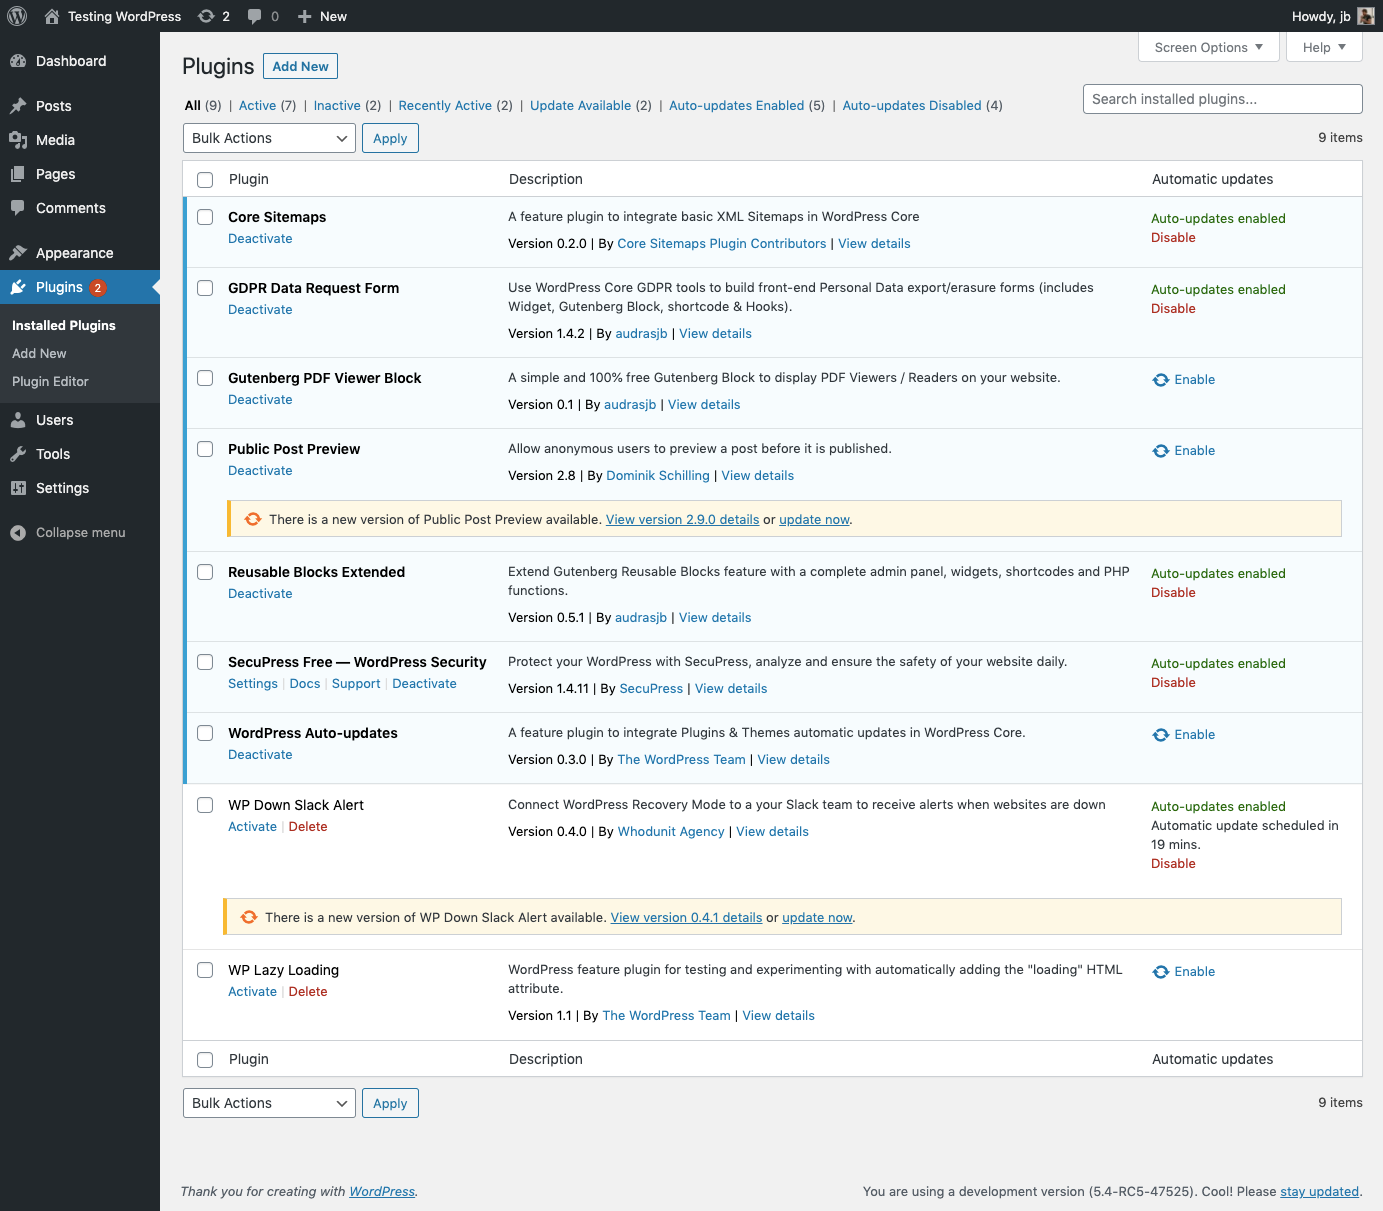 Testing WordPress 2 0 New Howdy, jb
Dashboard
Posts
Media
Pages
Comments
Appearance
Plugins 2
Installed Plugins
Add New
Plugin Editor
Users
Tools
Settings
Collapse menu
Screen Options Help
Plugins Add New
All (9) | Active (7) | Inactive (2) | Recently Active (2) | Update Available (2) | Auto-updates Enabled (5) | Auto-updates Disabled (4)
Search installed plugins...
Bulk Actions Apply
9 items
Plugin Description Automatic updates
Core Sitemaps
Deactivate
A feature plugin to integrate basic XML Sitemaps in WordPress Core
Version 0.2.0 | By Core Sitemaps Plugin Contributors | View details
Auto-updates enabled
Disable
GDPR Data Request Form
Deactivate
Use WordPress Core GDPR tools to build front-end Personal Data export/erasure forms (includes
Widget, Gutenberg Block, shortcode & Hooks).
Version 1.4.2 | By audrasjb | View details
Auto-updates enabled
Disable
Gutenberg PDF Viewer Block
Deactivate
A simple and 100% free Gutenberg Block to display PDF Viewers / Readers on your website.
Version 0.1 | By audrasjb | View details
Enable
Public Post Preview
Deactivate
Allow anonymous users to preview a post before it is published.
Version 2.8 | By Dominik Schilling | View details
Enable
There is a new version of Public Post Preview available. View version 2.9.0 details or update now.
Reusable Blocks Extended
Deactivate
Extend Gutenberg Reusable Blocks feature with a complete admin panel, widgets, shortcodes and PHP
functions.
Version 0.5.1 | By audrasjb | View details
Auto-updates enabled
Disable
SecuPress Free — WordPress Security
Settings | Docs | Support | Deactivate
Protect your WordPress with SecuPress, analyze and ensure the safety of your website daily.
Version 1.4.11 | By SecuPress | View details
Auto-updates enabled
Disable
WordPress Auto-updates
Deactivate
A feature plugin to integrate Plugins & Themes automatic updates in WordPress Core.
Version 0.3.0 | By The WordPress Team | View details
Enable
WP Down Slack Alert
Activate | Delete
Connect WordPress Recovery Mode to a your Slack team to receive alerts when websites are down
Version 0.4.0 | By Whodunit Agency | View details
Auto-updates enabled
Automatic update scheduled in
19 mins.
Disable
There is a new version of WP Down Slack Alert available. View version 0.4.1 details or update now.
WP Lazy Loading
Activate | Delete
WordPress feature plugin for testing and experimenting with automatically adding the "loading" HTML
attribute.
Version 1.1 | By The WordPress Team | View details
Enable
Plugin Description Automatic updates
Bulk Actions Apply
9 items
Thank you for creating with WordPress.
You are using a development version (5.4-RC5-47525). Cool! Please stay updated.